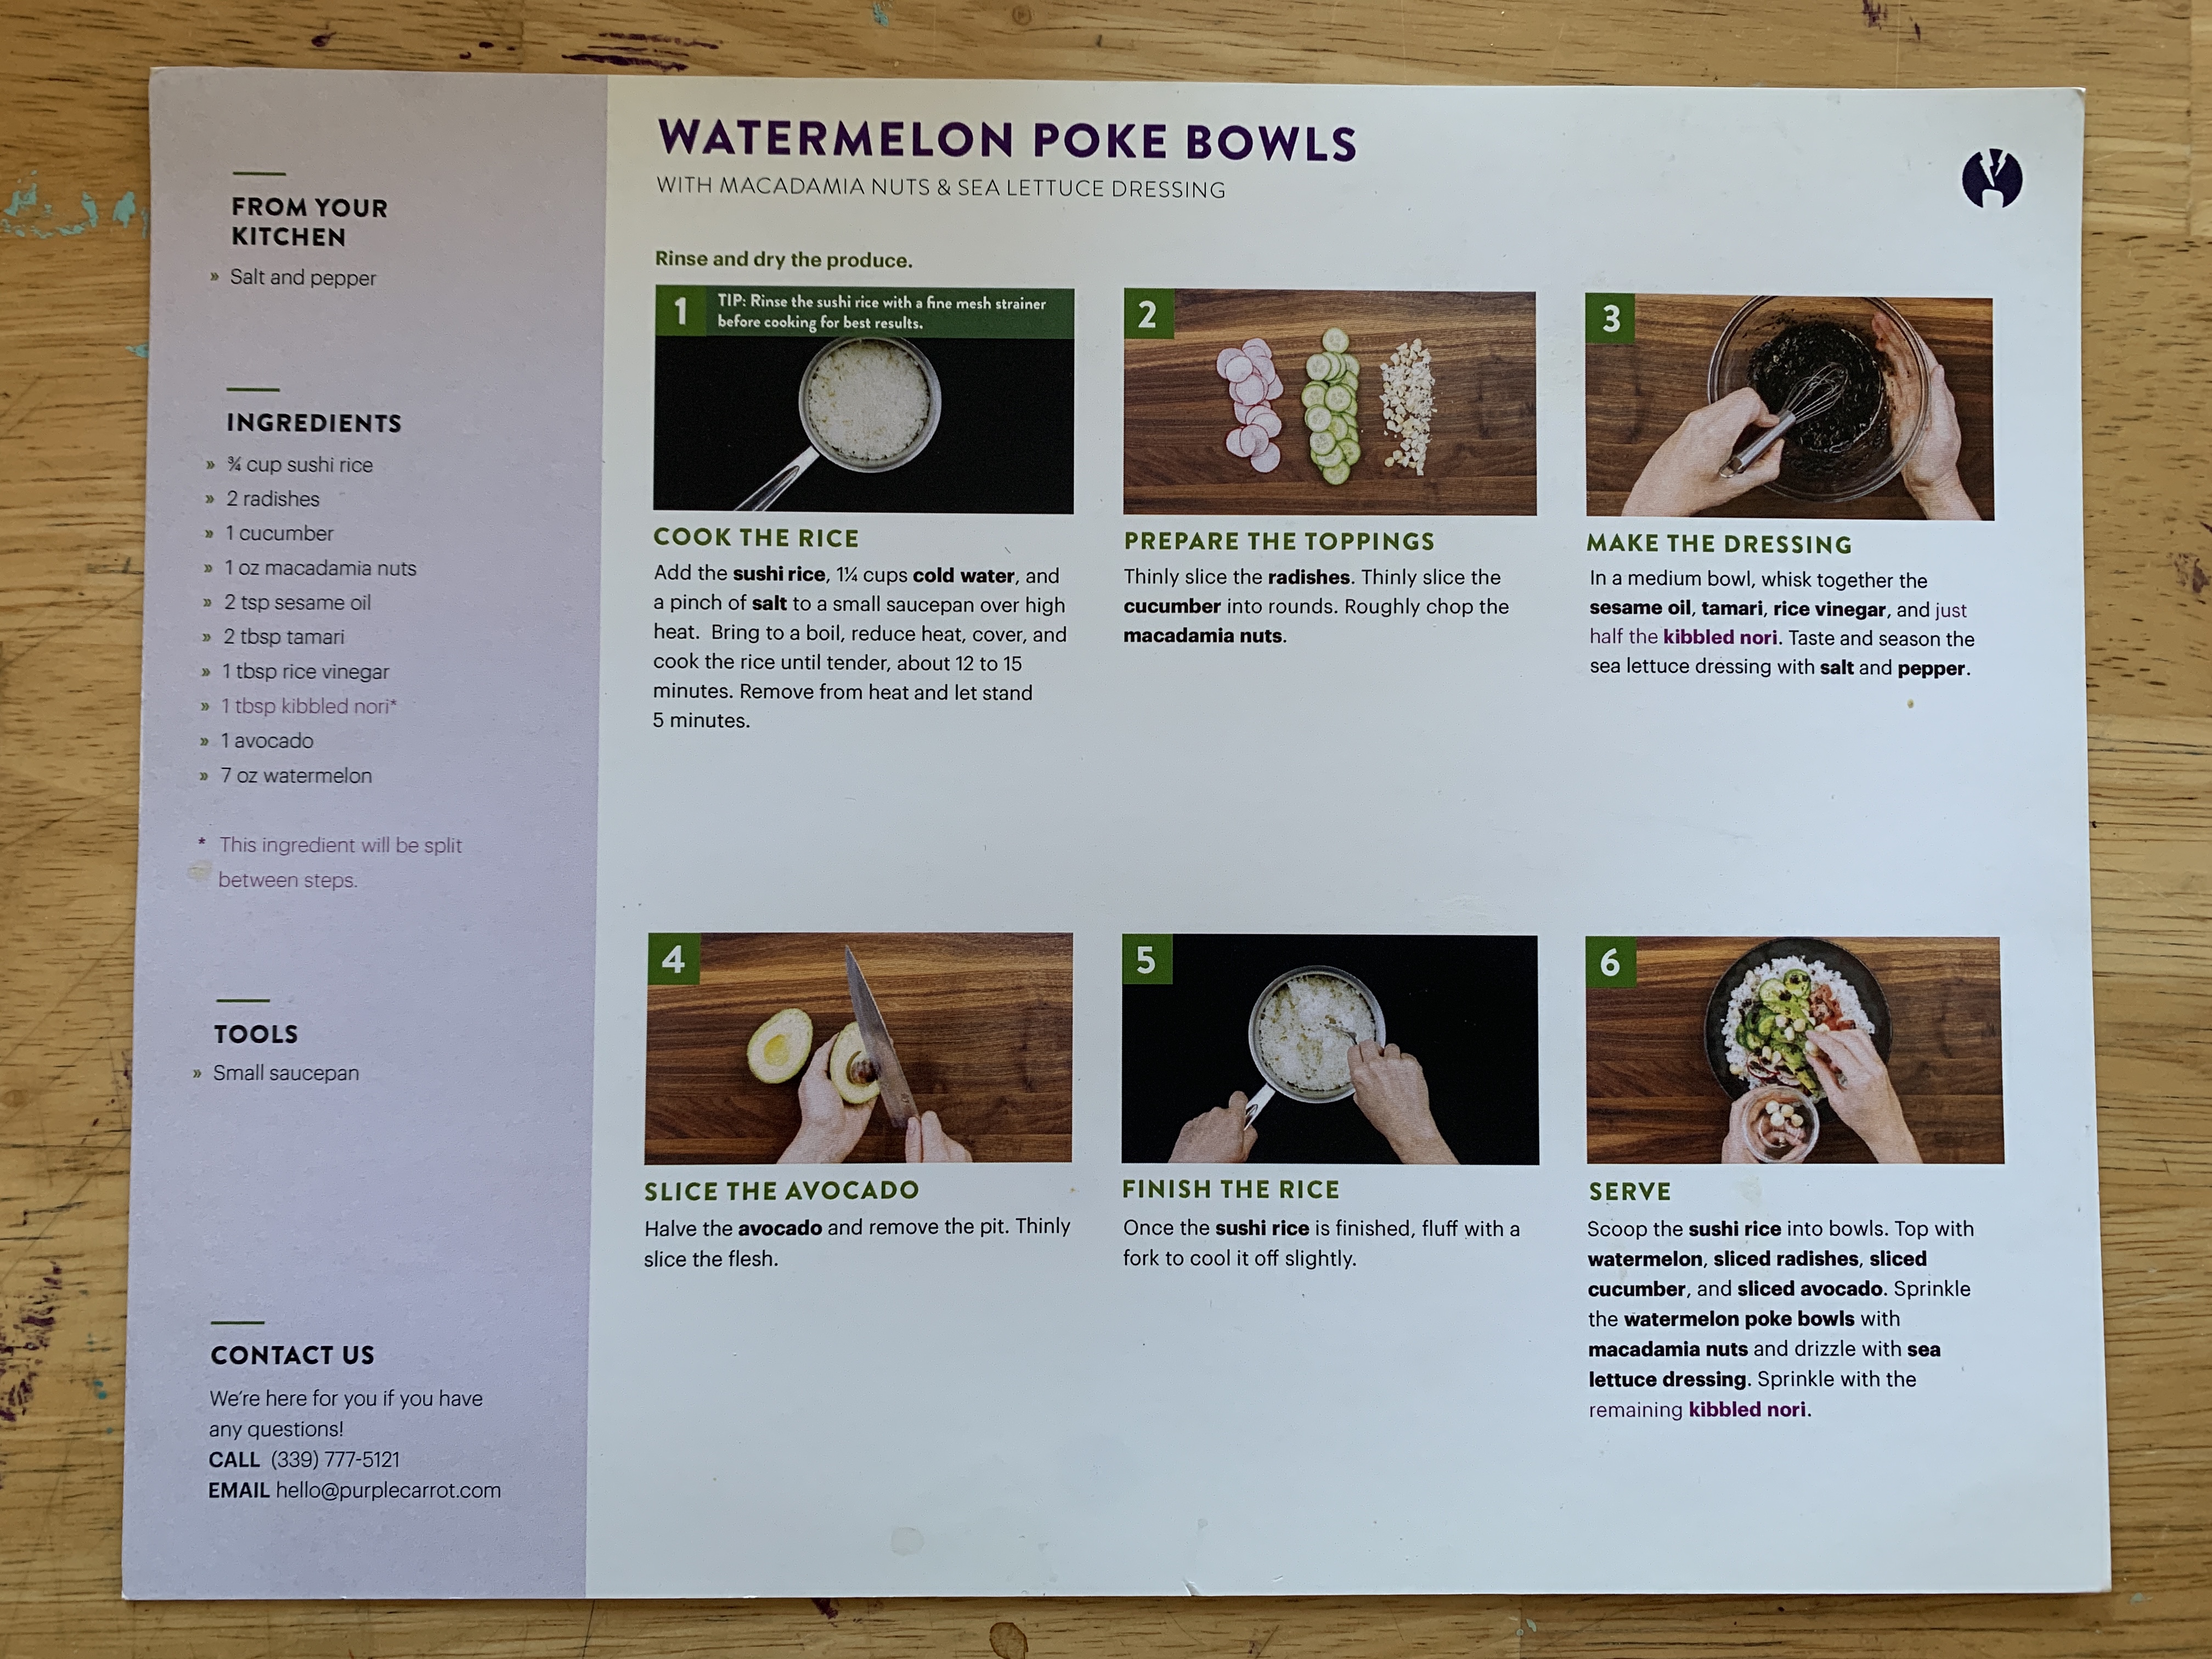 WATERMELON POKE BOWLS
WITH MACADAMIA NUTS & SEA LETTUCE DRESSING
FROM YOUR
KITCHEN
» Salt and pepper
INGREDIENTS
» ¾ cup sushi rice
» 2 radishes
» 1 cucumber
» 1 oz macadamia nuts
» 2 tsp sesame oil
» 2 tbsp tamari
» 1 tbsp rice vinegar
» 1 tbsp kibbled nori*
» 1 avocado
» 7 oz watermelon
* This ingredient will be split
between steps.
TOOLS
» Small saucepan
CONTACT US
We're here for you if you have
any questions!
CALL (339) 777-5121
EMAIL hello@purplecarrot.com
Rinse and dry the produce.
1
TIP: Rinse the sushi rice with a fine mesh strainer
before cooking for best results.
COOK THE RICE
Add the sushi rice, 1¼ cups cold water, and
a pinch of salt to a small saucepan over high
heat. Bring to a boil, reduce heat, cover, and
cook the rice until tender, about 12 to 15
minutes. Remove from heat and let stand
5 minutes.
2
PREPARE THE TOPPINGS
Thinly slice the radishes. Thinly slice the
cucumber into rounds. Roughly chop the
macadamia nuts.
3
MAKE THE DRESSING
In a medium bowl, whisk together the
sesame oil, tamari, rice vinegar, and just
half the kibbled nori. Taste and season the
sea lettuce dressing with salt and pepper.
4
SLICE THE AVOCADO
Halve the avocado and remove the pit. Thinly
slice the flesh.
5
FINISH THE RICE
Once the sushi rice is finished, fluff with a
fork to cool it off slightly.
6
SERVE
Scoop the sushi rice into bowls. Top with
watermelon, sliced radishes, sliced
cucumber, and sliced avocado. Sprinkle
the watermelon poke bowls with
macadamia nuts and drizzle with sea
lettuce dressing. Sprinkle with the
remaining kibbled nori.